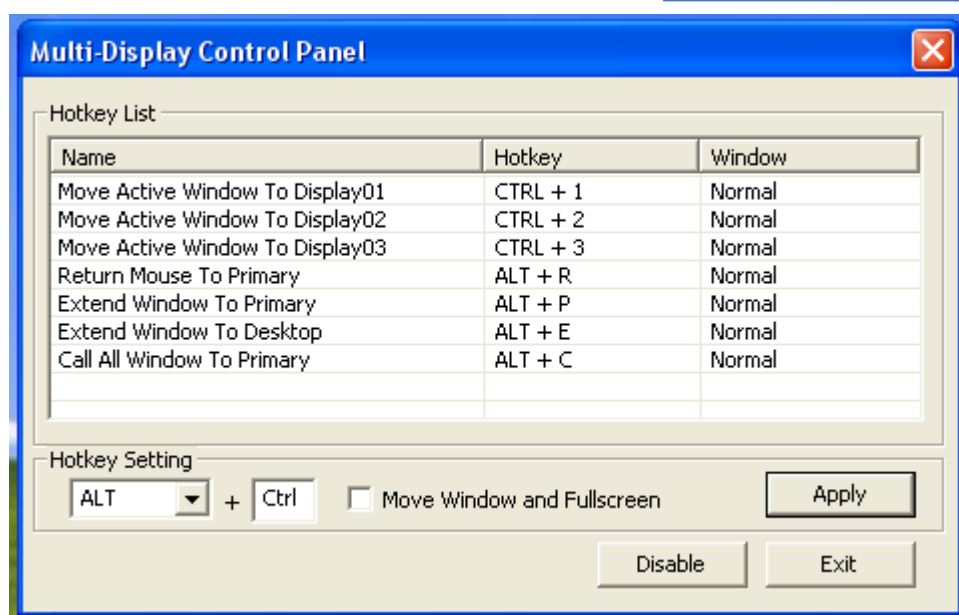 Multi-Display Control Panel
Hotkey List
Name Hotkey Window
Move Active Window To Display01 CTRL + 1 Normal
Move Active Window To Display02 CTRL + 2 Normal
Move Active Window To Display03 CTRL + 3 Normal
Return Mouse To Primary ALT + R Normal
Extend Window To Primary ALT + P Normal
Extend Window To Desktop ALT + E Normal
Call All Window To Primary ALT + C Normal
Hotkey Setting
ALT + Ctrl Move Window and Fullscreen Apply
Disable Exit